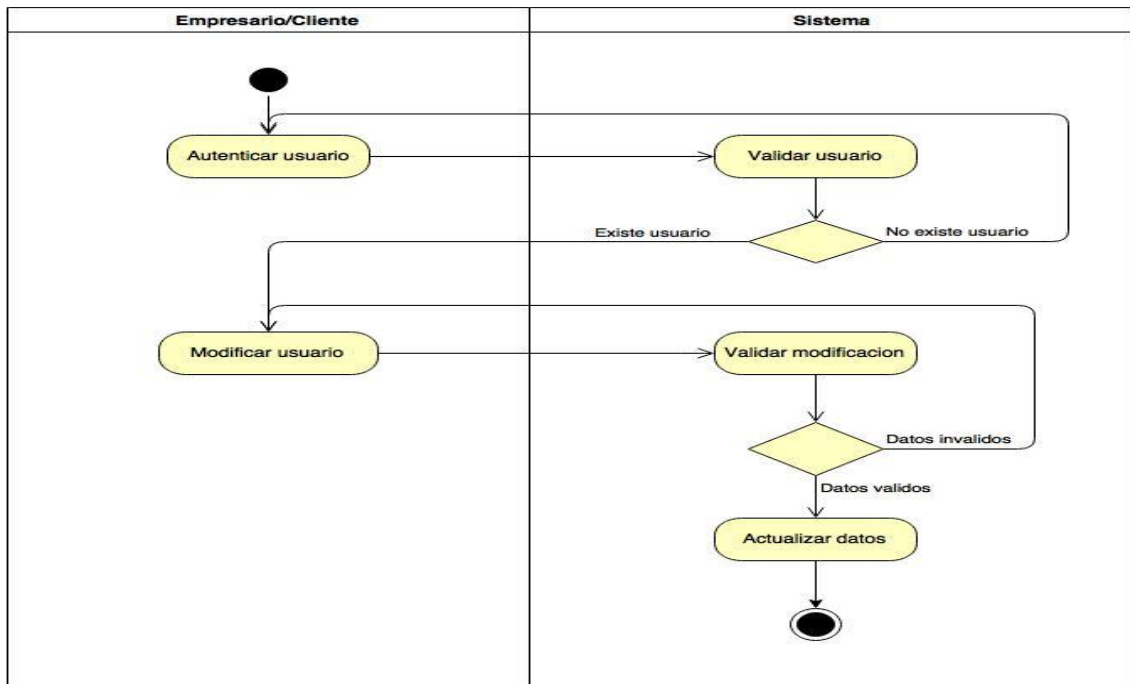 Empresario/Cliente
Sistema
Autenticar usuario
Validar usuario
Existe usuario
No existe usuario
Modificar usuario
Validar modificacion
Datos invalidos
Datos validos
Actualizar datos